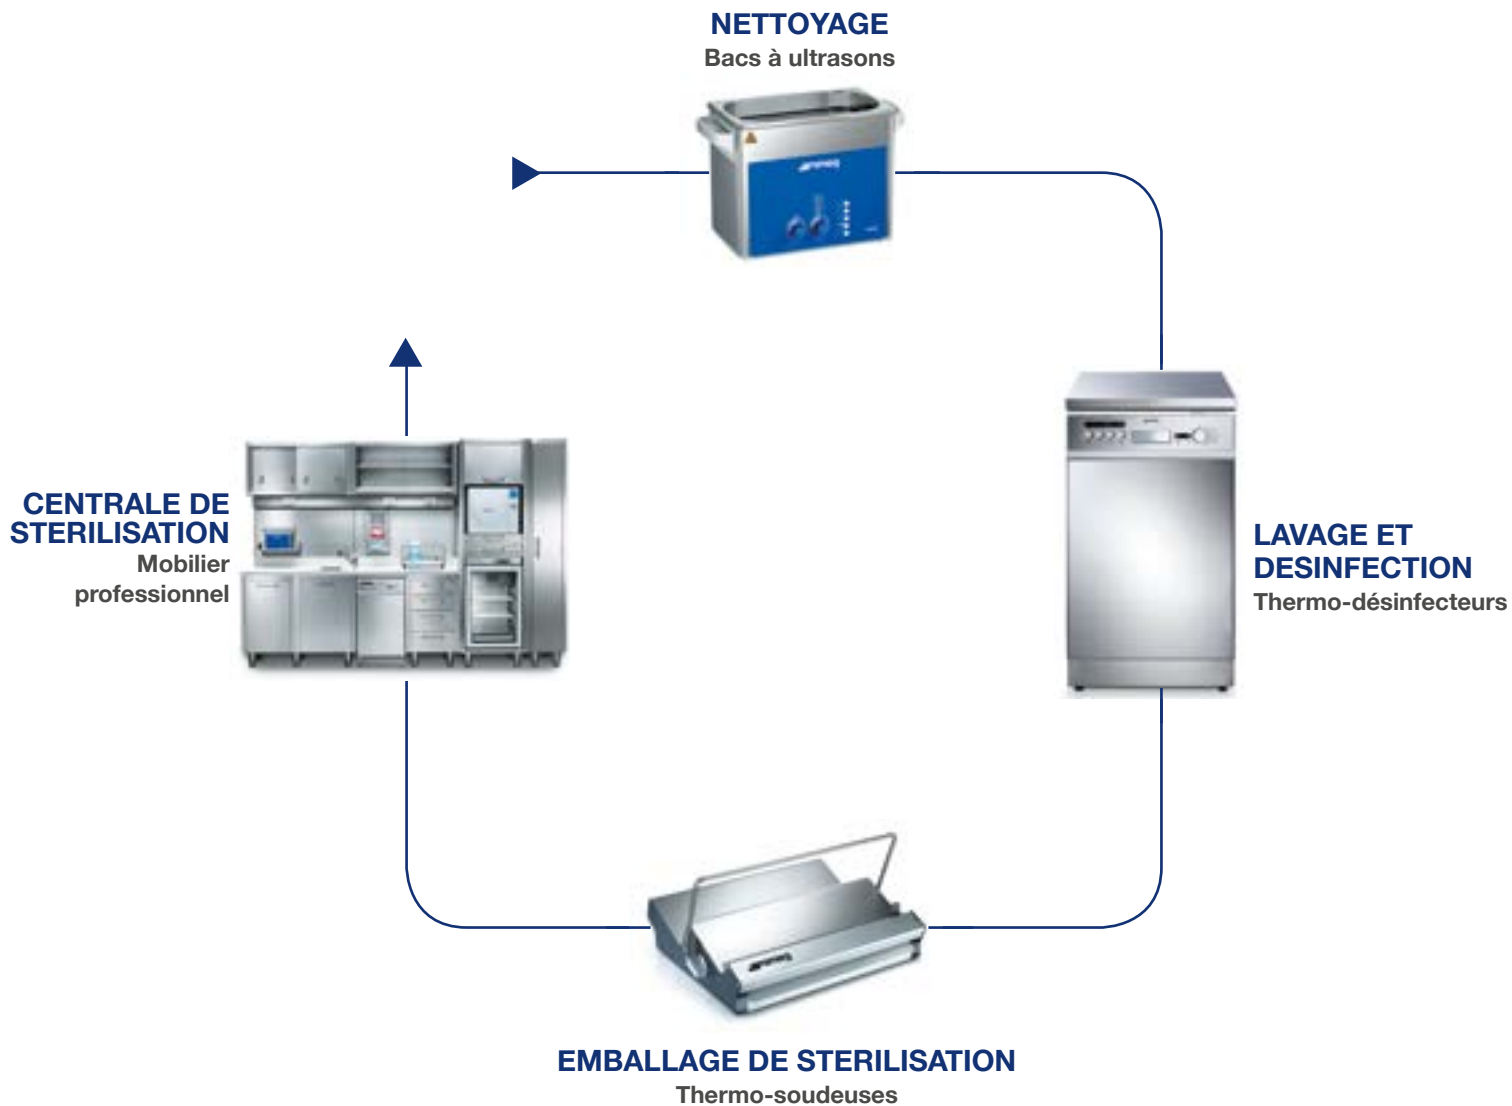 NETTOYAGE
Bacs à ultrasons
CENTRALE DE
STERILISATION
Mobilier
professionnel
LAVAGE ET
DESINFECTION
Thermo-désinfecteurs
EMBALLAGE DE STERILISATION
Thermo-soudeuses